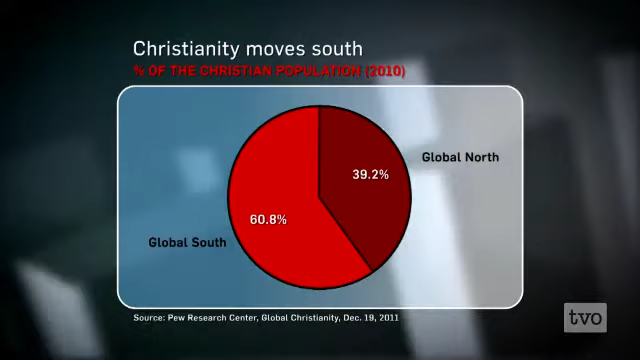 Christianity moves south
% OF THE CHRISTIAN POPULATION (2010)
Global North
39.2%
60.8%
Global South
Source: Pew Research Center, Global Christianity, Dec. 19, 2011
tvo